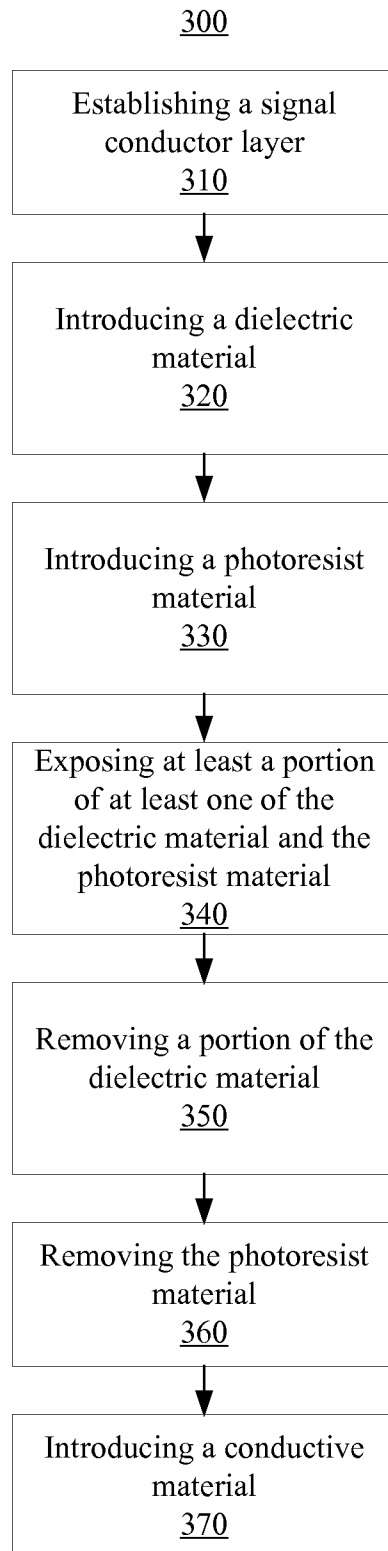 300
Establishing a signal
conductor layer
310
Introducing a dielectric
material
320
Introducing a photoresist
material
330
Exposing at least a portion
of at least one of the
dielectric material and the
photoresist material
340
Removing a portion of the
dielectric material
350
Removing the photoresist
material
360
Introducing a conductive
material
370